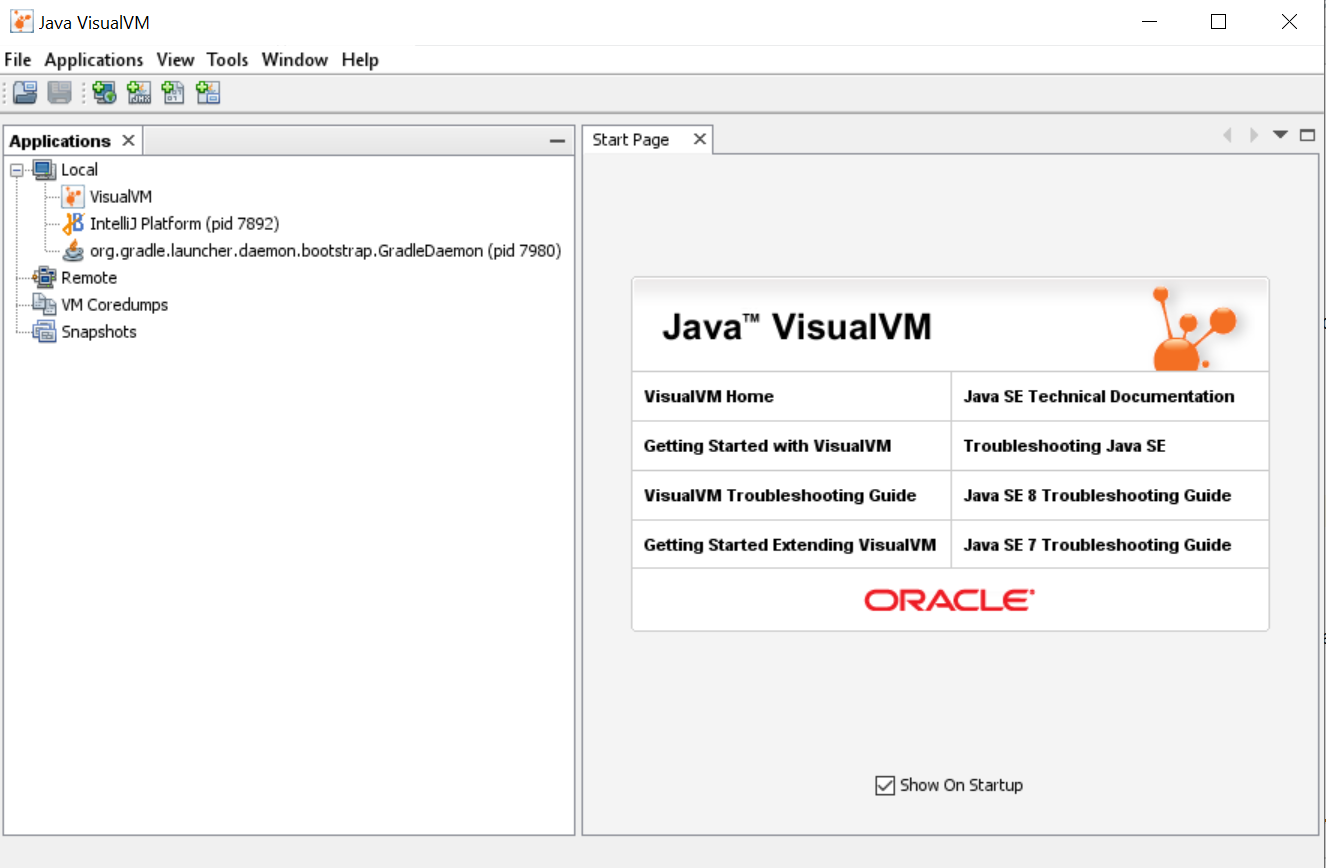 Java VisualVM
File Applications View Tools Window Help
Applications
Local
VisualVM
IntelliJ Platform (pid 7892)
org.gradle.launcher.daemon.bootstrap.GradleDaemon (pid 7980)
Remote
VM Coredumps
Snapshots
Start Page
Java™ VisualVM
VisualVM Home
Java SE Technical Documentation
Getting Started with VisualVM
Troubleshooting Java SE
VisualVM Troubleshooting Guide
Java SE 8 Troubleshooting Guide
Getting Started Extending VisualVM
Java SE 7 Troubleshooting Guide
ORACLE
Show On Startup